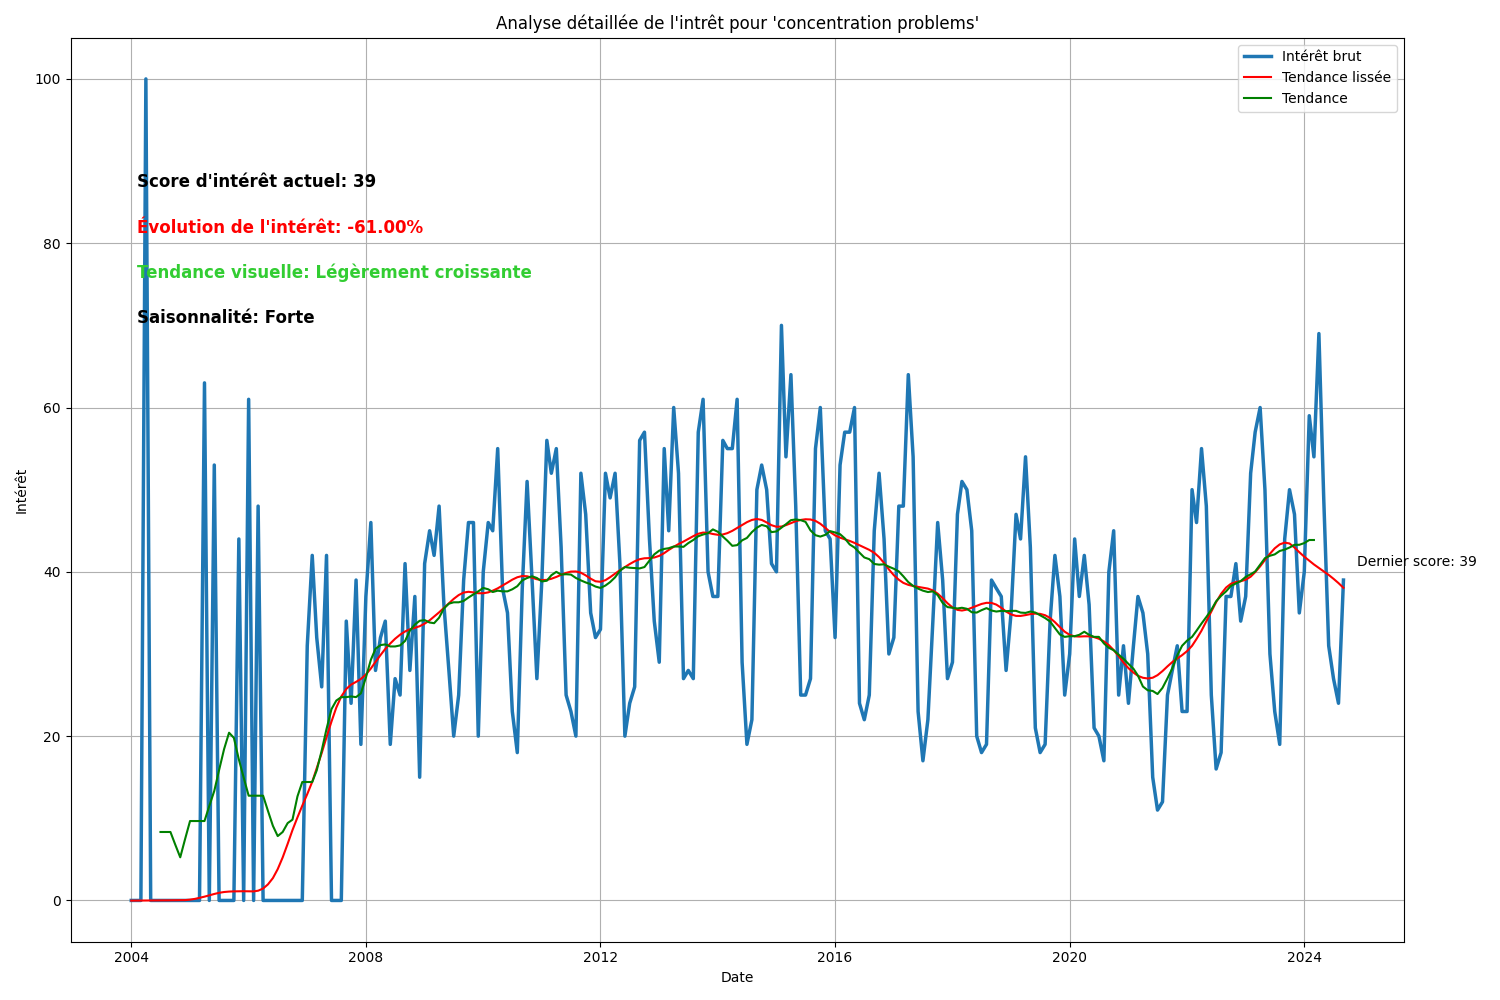 Analyse détaillée de l'intrêt pour 'concentration problems'
Intérêt brut
Tendance lissée
Tendance
Score d'intérêt actuel: 39
Évolution de l'intérêt: -61.00%
Tendance visuelle: Légèrement croissante
Saisonnalité: Forte
Dernier score: 39
Intérêt
100
80
60
40
20
0
2004
2008
2012
2016
2020
2024
Date